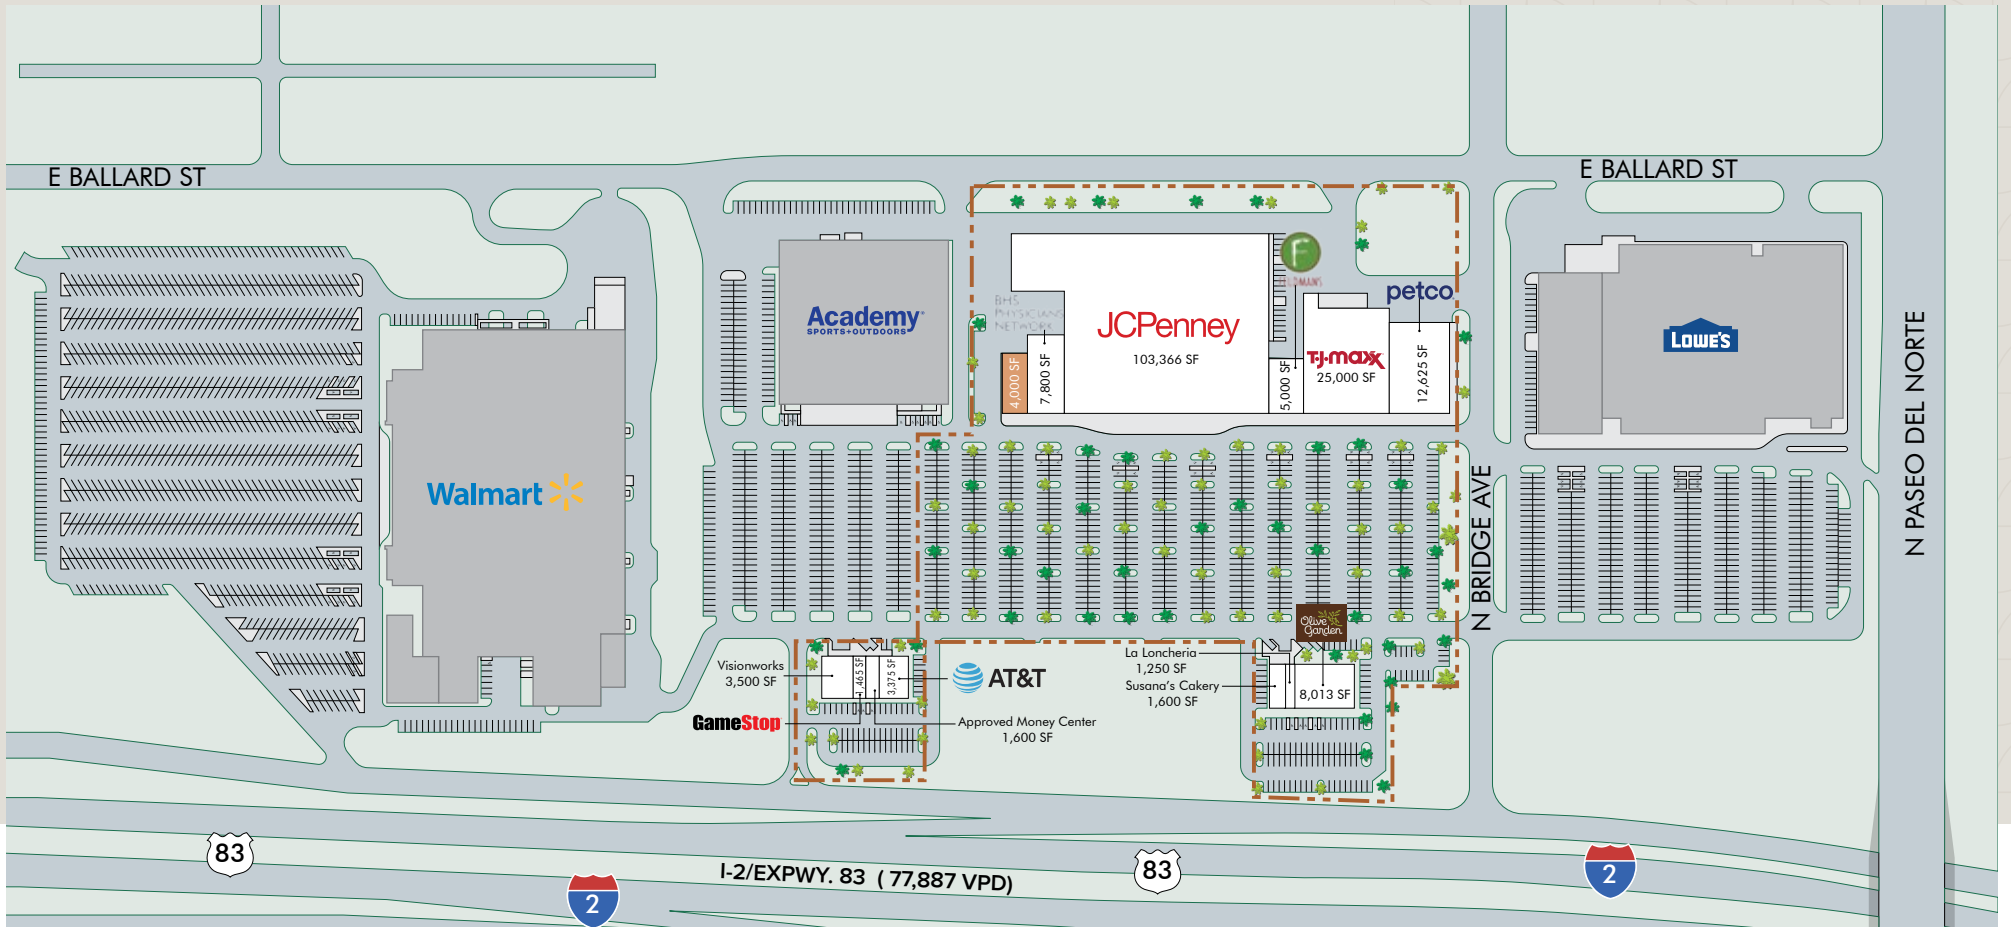 E BALLARD ST
E BALLARD ST
N PASEO DEL NORTE
N BRIDGE AVE
Walmart
Academy
SPORTS+OUTDOORS
BHS
PHYSICIANS
NETWORK
4,000 SF
7,800 SF
JCPenney
103,366 SF
F
FELDMAN'S
5,000 SF
T.J.maxx
25,000 SF
petco
12,625 SF
LOWE'S
Visionworks
3,500 SF
1,465 SF
3,375 SF
AT&T
GameStop
Approved Money Center
1,600 SF
Olive
Garden
La Loncheria
1,250 SF
Susana's Cakery
1,600 SF
8,013 SF
83
2
I-2/EXPWY. 83 ( 77,887 VPD)
83
2